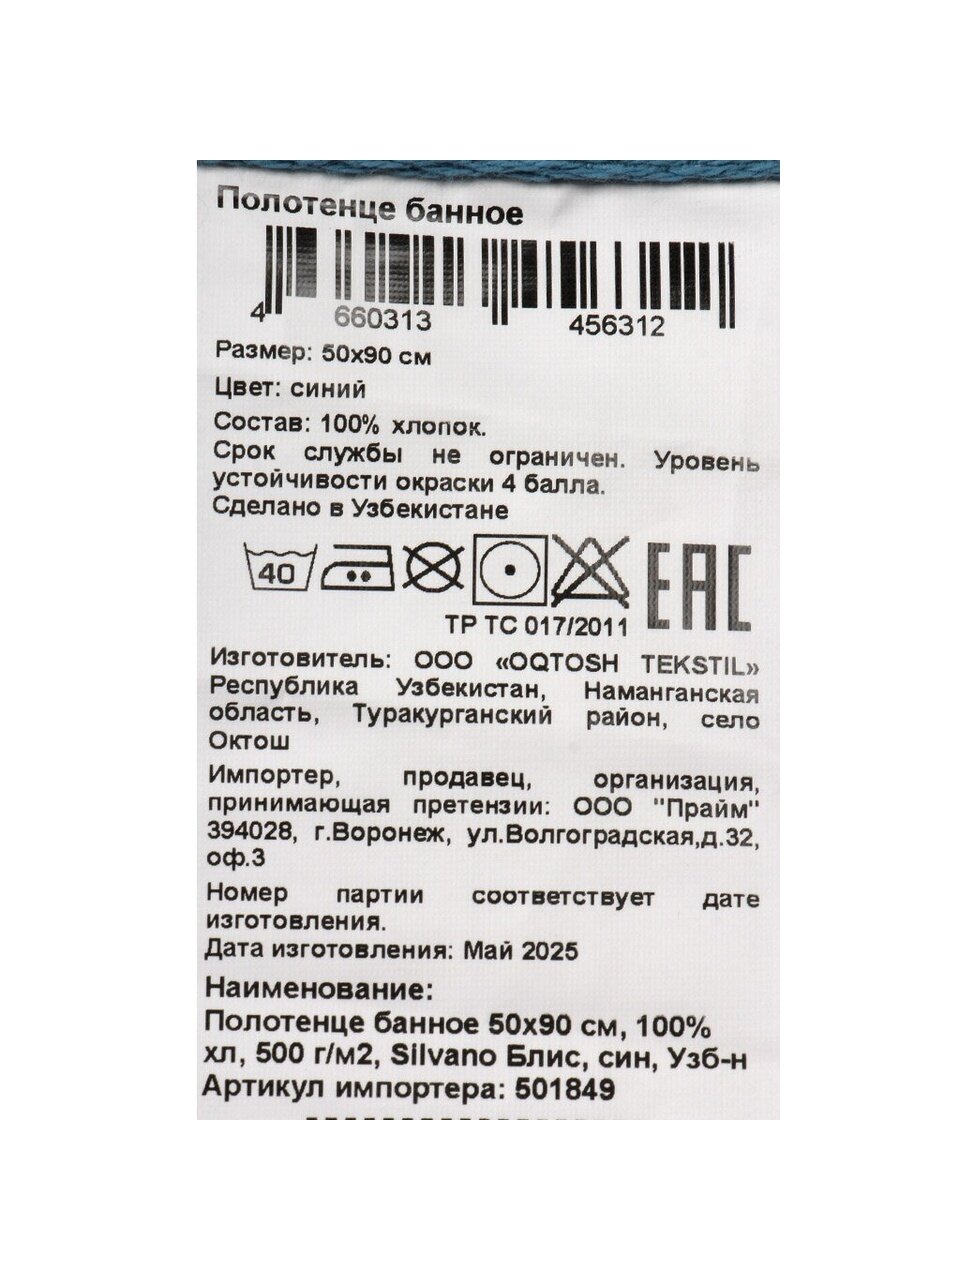 Полотенце банное
4 660313 456312
Размер: 50x90 см
Цвет: синий
Состав: 100% хлопок.
Срок службы не ограничен. Уровень
устойчивости окраски 4 балла.
Сделано в Узбекистане
40
EAC
ТР ТС 017/2011
Изготовитель: ООО «OQTOSH TEKSTIL»
Республика Узбекистан, Наманганская
область, Туракурганский район, село
Октош
Импортер, продавец, организация,
принимающая претензии: ООО "Прайм"
394028, г.Воронеж, ул.Волгоградская,д.32,
оф.3
Номер партии соответствует дате
изготовления.
Дата изготовления: Май 2025
Наименование:
Полотенце банное 50x90 см, 100%
хл, 500 г/м2, Silvano Блис, син, Узб-н
Артикул импортера: 501849